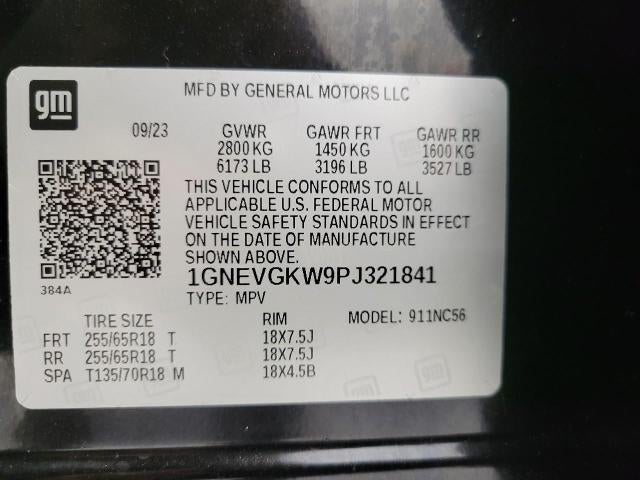 gm
MFD BY GENERAL MOTORS LLC
09/23 GVWR GAWR FRT GAWR RR
2800 KG 1450 KG 1600 KG
6173 LB 3196 LB 3527 LB
THIS VEHICLE CONFORMS TO ALL
APPLICABLE U.S. FEDERAL MOTOR
VEHICLE SAFETY STANDARDS IN EFFECT
ON THE DATE OF MANUFACTURE
SHOWN ABOVE.
384A
1GNEVGKW9PJ321841
TYPE: MPV
TIRE SIZE RIM MODEL: 911NC56
FRT 255/65R18 T 18X7.5J
RR 255/65R18 T 18X7.5J
SPA T135/70R18 M 18X4.5B